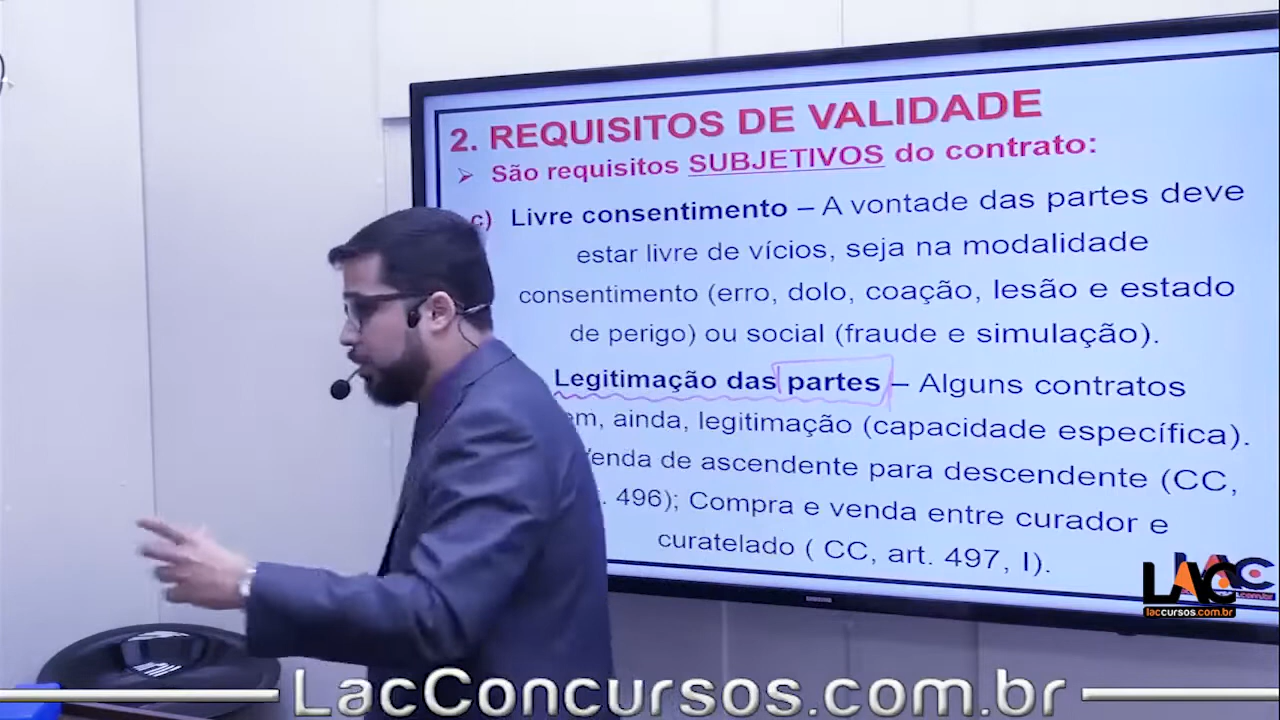 2. REQUISITOS DE VALIDADE
➢ São requisitos SUBJETIVOS do contrato:
c) Livre consentimento – A vontade das partes deve
estar livre de vícios, seja na modalidade
consentimento (erro, dolo, coação, lesão e estado
de perigo) ou social (fraude e simulação).
Legitimação das partes – Alguns contratos
ainda, legitimação (capacidade específica).
Venda de ascendente para descendente (CC,
496); Compra e venda entre curador e
curatelado ( CC, art. 497, I).
LAC
laccursos.com.br
LacConcursos.com.br